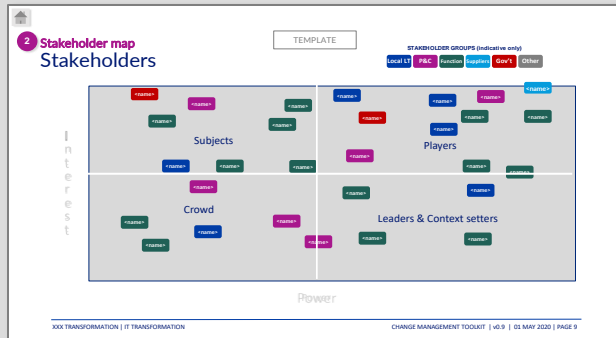 2 Stakeholder map
Stakeholders
TEMPLATE
STAKEHOLDER GROUPS (indicative only)
Local LT P&C Function Suppliers Gov't Other
<name>
<name> <name> <name>
<name> <name> <name>
<name> <name> <name> <name>
<name> <name>
Subjects
Players
<name>
<name> <name> <name> <name>
<name>
<name> <name> <name>
Crowd
Leaders & Context setters
<name> <name>
<name>
<name> <name> <name> <name>
Interest
Power
XXX TRANSFORMATION | IT TRANSFORMATION
CHANGE MANAGEMENT TOOLKIT | v0.9 | 01 MAY 2020 | PAGE 9